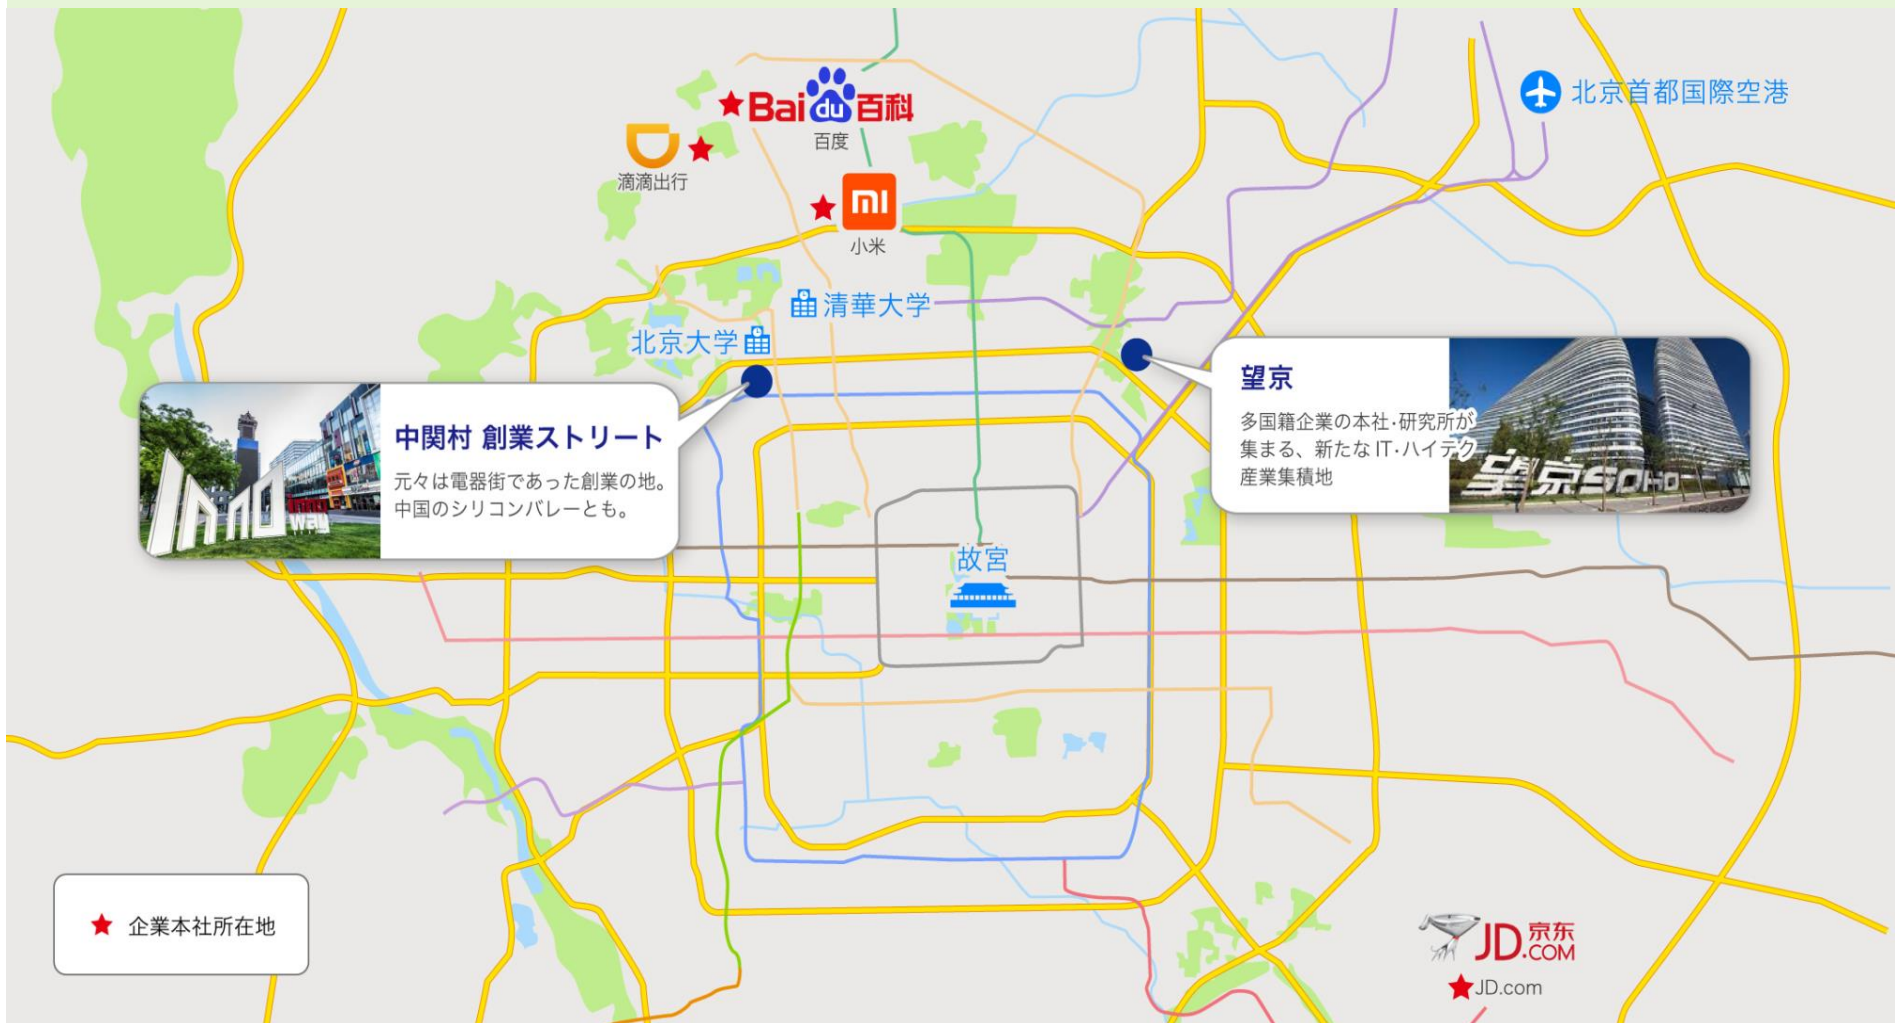 Bai du 百科
百度
北京首都国際空港
滴滴出行
mi
小米
清華大学
北京大学
中関村 創業ストリート
元々は電器街であった創業の地。
中国のシリコンバレーとも。
Inno
way
望京
多国籍企業の本社·研究所が
集まる、新たなIT·ハイテク
産業集積地
望京SOHO
故宮
企業本社所在地
JD.COM 京东
JD.com